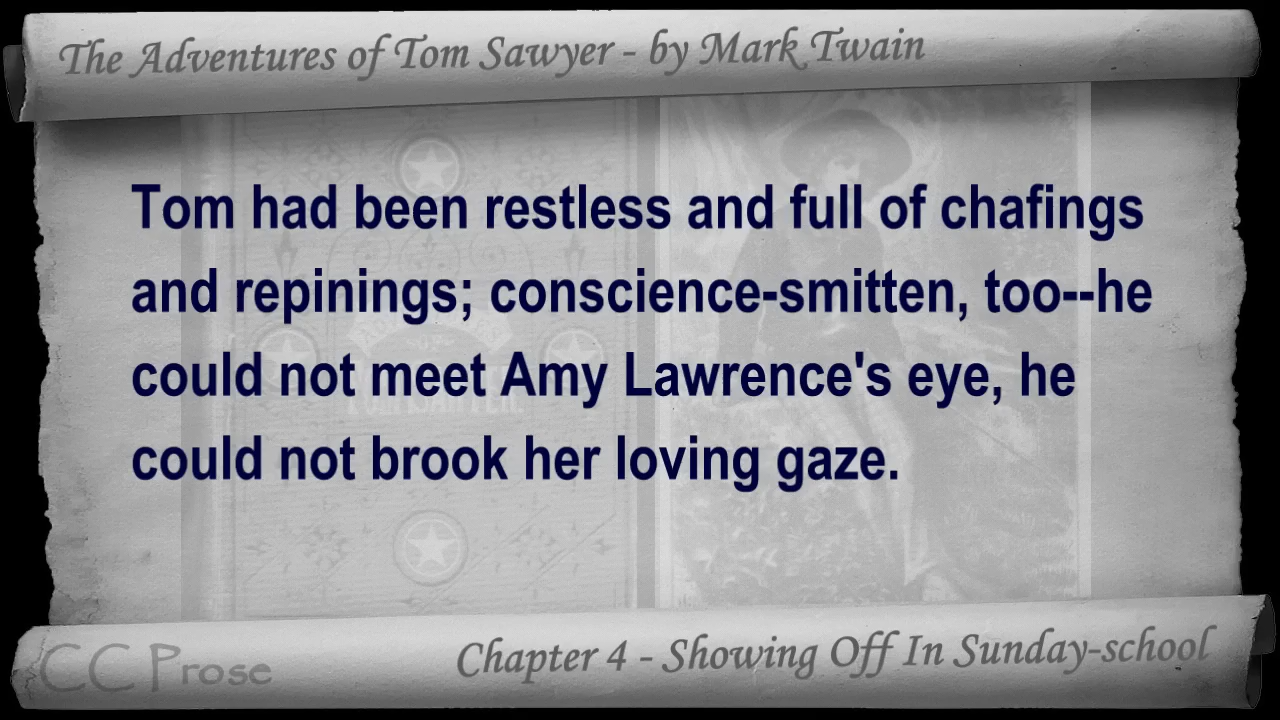 The Adventures of Tom Sawyer - by Mark Twain
Tom had been restless and full of chafings
and repinings; conscience-smitten, too--he
could not meet Amy Lawrence's eye, he
could not brook her loving gaze.
CC Prose
Chapter 4 - Showing Off In Sunday-school